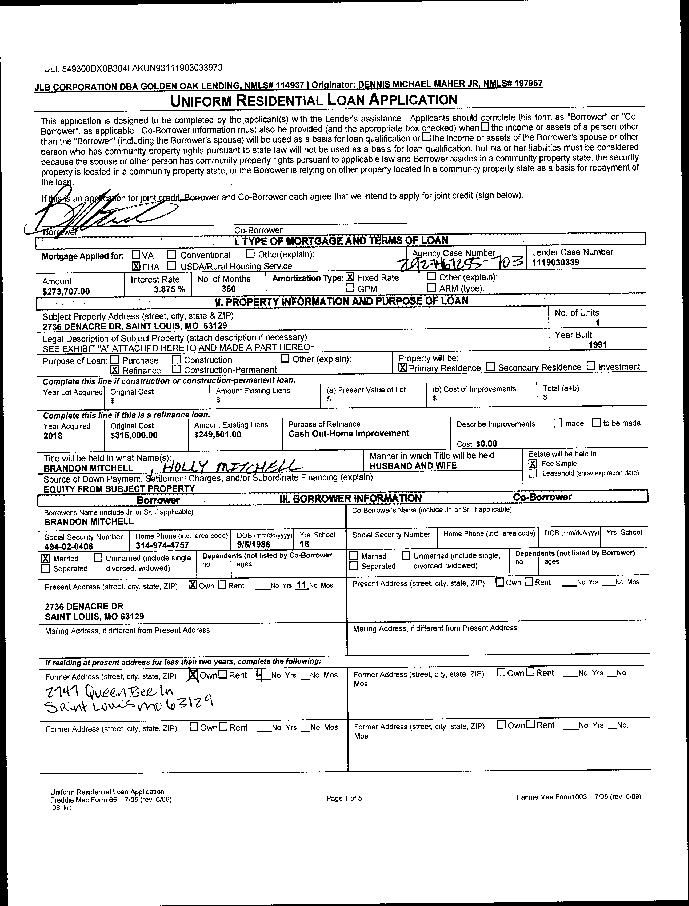 JLB CORPORATION DBA GOLDEN OAK LENDING, NMLS# 114937 | Originator: DENNIS MICHAEL MAHER JR, NMLS# 197957
UNIFORM RESIDENTIAL LOAN APPLICATION
This application is designed to be completed by the applicant(s) with the Lender's assistance. Applicants should complete this form as "Borrower" or "Co-
Borrower", as applicable. Co-Borrower information must also be provided (and the appropriate box checked) when ☐ the income or assets of a person other
than the "Borrower" (including the Borrower's spouse) will be used as a basis for loan qualification or ☐ the income or assets of the Borrower's spouse or other
person who has community property rights pursuant to state law will not be used as a basis for loan qualification, but his or her liabilities must be considered
because the spouse or other person has community property rights pursuant to applicable law and Borrower resides in a community property state, the security
property is located in a community property state, or the Borrower is relying on other property located in a community property state as a basis for repayment of
the loan.
If this is an application for joint credit, Borrower and Co-Borrower each agree that we intend to apply for joint credit (sign below).
Borrower Co-Borrower
I. TYPE OF MORTGAGE AND TERMS OF LOAN
Mortgage Applied for: ☐ VA ☐ Conventional ☐ Other (explain): Agency Case Number Lender Case Number
☒ FHA ☐ USDA/Rural Housing Service 703 1119030339
Amount Interest Rate No. of Months Amortization Type: ☒ Fixed Rate ☐ Other (explain):
$273,707.00 3.875 % 360 ☐ GPM ☐ ARM (type):
II. PROPERTY INFORMATION AND PURPOSE OF LOAN
Subject Property Address (street, city, state & ZIP) No. of Units
2736 DENACRE DR, SAINT LOUIS, MO 63129 1
Legal Description of Subject Property (attach description if necessary) Year Built
SEE EXHIBIT "A" ATTACHED HERETO AND MADE A PART HEREOF 1991
Purpose of Loan: ☐ Purchase ☐ Construction ☐ Other (explain): Property will be:
☒ Refinance ☐ Construction-Permanent ☒ Primary Residence ☐ Secondary Residence ☐ Investment
Complete this line if construction or construction-permanent loan.
Year Lot Acquired Original Cost Amount Existing Liens (a) Present Value of Lot (b) Cost of Improvements Total (a+b)
$ $ $ $ $
Complete this line if this is a refinance loan.
Year Acquired Original Cost Amount Existing Liens Purpose of Refinance Describe Improvements ☐ made ☐ to be made
2018 $315,000.00 $249,501.00 Cash Out-Home Improvement
Cost: $0.00
Title will be held in what Name(s): Manner in which Title will be held Estate will be held in
BRANDON MITCHELL , HOLLY MITCHELL HUSBAND AND WIFE ☒ Fee Simple
Source of Down Payment, Settlement Charges, and/or Subordinate Financing (explain) ☐ Leasehold (show expiration date)
EQUITY FROM SUBJECT PROPERTY
Borrower III. BORROWER INFORMATION Co-Borrower
Borrower's Name (include Jr. or Sr. if applicable) Co-Borrower's Name (include Jr. or Sr. if applicable)
BRANDON MITCHELL
Social Security Number Home Phone (incl. area code) DOB (mm/dd/yyyy) Yrs. School Social Security Number Home Phone (incl. area code) DOB (mm/dd/yyyy) Yrs. School
494-02-0406 314-974-4757 9/6/1986 16
☒ Married ☐ Unmarried (include single, Dependents (not listed by Co-Borrower) ☐ Married ☐ Unmarried (include single, Dependents (not listed by Borrower)
☐ Separated divorced, widowed) no. ages ☐ Separated divorced, widowed) no. ages
Present Address (street, city, state, ZIP) ☒ Own ☐ Rent __No. Yrs 11 No. Mos Present Address (street, city, state, ZIP) ☐ Own ☐ Rent __No. Yrs __No. Mos
2736 DENACRE DR
SAINT LOUIS, MO 63129
Mailing Address, if different from Present Address Mailing Address, if different from Present Address
If residing at present address for less than two years, complete the following:
Former Address (street, city, state, ZIP) ☒ Own ☐ Rent 4 No. Yrs __No. Mos Former Address (street, city, state, ZIP) ☐ Own ☐ Rent __No. Yrs __No.
Mos
2747 Queen Bee Ln
Saint Louis mo 63129
Former Address (street, city, state, ZIP) ☐ Own ☐ Rent __No. Yrs __No. Mos Former Address (street, city, state, ZIP) ☐ Own ☐ Rent __No. Yrs __No.
Mos
Uniform Residential Loan Application
Freddie Mac Form 65 7/05 (rev. 6/09) Page 1 of 5 Fannie Mae Form 1003 7/05 (rev. 6/09)